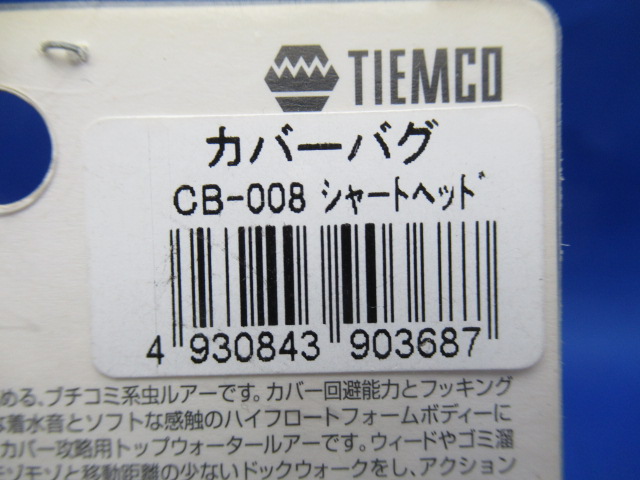 TIEMCO
カバーバグ
CB-008 シャートヘッド
4 930843 903687
める、ブチコミ系虫ルアーです。カバー回避能力とフッキング
着水音とソフトな感触のハイフロートフォームボディーに
カバー攻略用トップウォータールアーです。ウィードやゴミ溜
モゾモゾと移動距離の少ないドックウォークをし、アクション